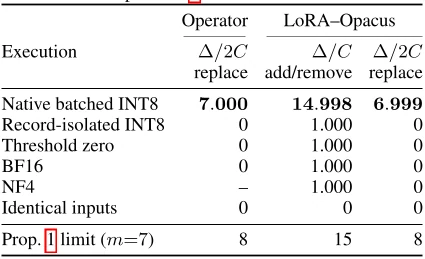 Operator LoRA–Opacus
Δ/2C Δ/C Δ/2C
Execution replace add/remove replace
Native batched INT8 7.000 14.998 6.999
Record-isolated INT8 0 1.000 0
Threshold zero 0 1.000 0
BF16 0 1.000 0
NF4 – 1.000 0
Identical inputs 0 0 0
Prop. 1 limit (m=7) 8 15 8